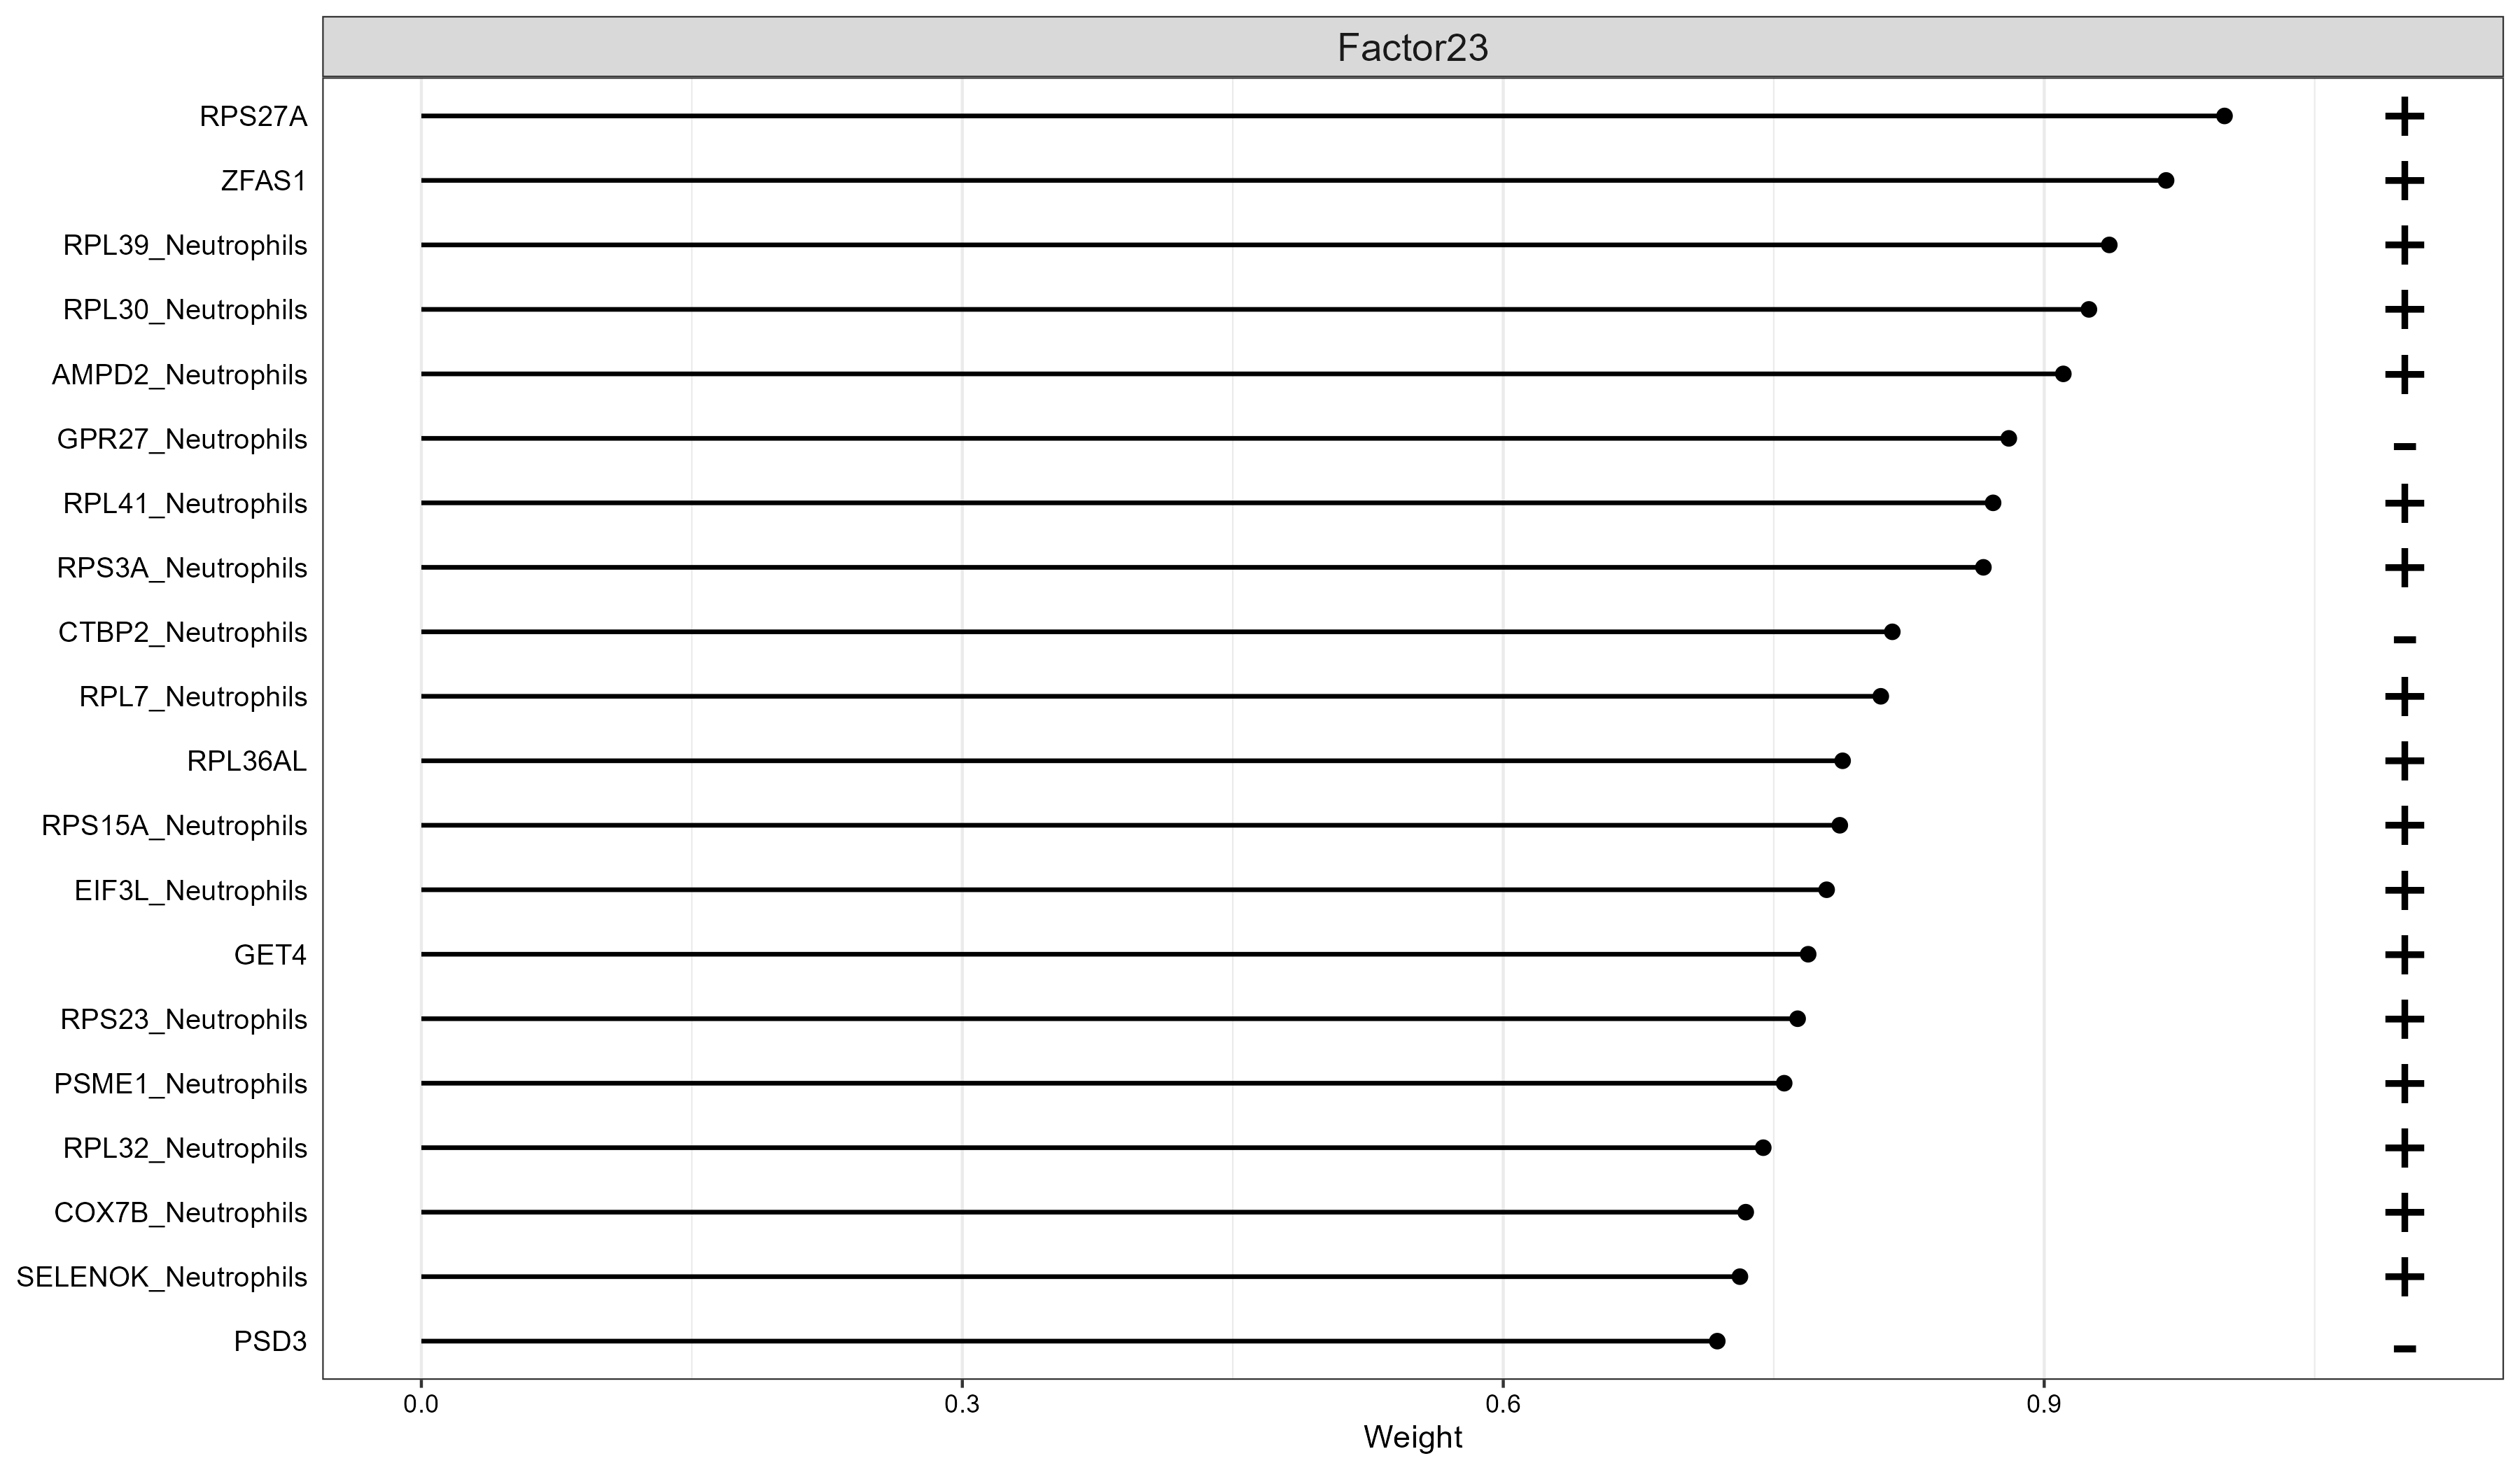 Factor23
RPS27A +
ZFAS1 +
RPL39_Neutrophils +
RPL30_Neutrophils +
AMPD2_Neutrophils +
GPR27_Neutrophils -
RPL41_Neutrophils +
RPS3A_Neutrophils +
CTBP2_Neutrophils -
RPL7_Neutrophils +
RPL36AL +
RPS15A_Neutrophils +
EIF3L_Neutrophils +
GET4 +
RPS23_Neutrophils +
PSME1_Neutrophils +
RPL32_Neutrophils +
COX7B_Neutrophils +
SELENOK_Neutrophils +
PSD3 -
0.0 0.3 0.6 0.9
Weight